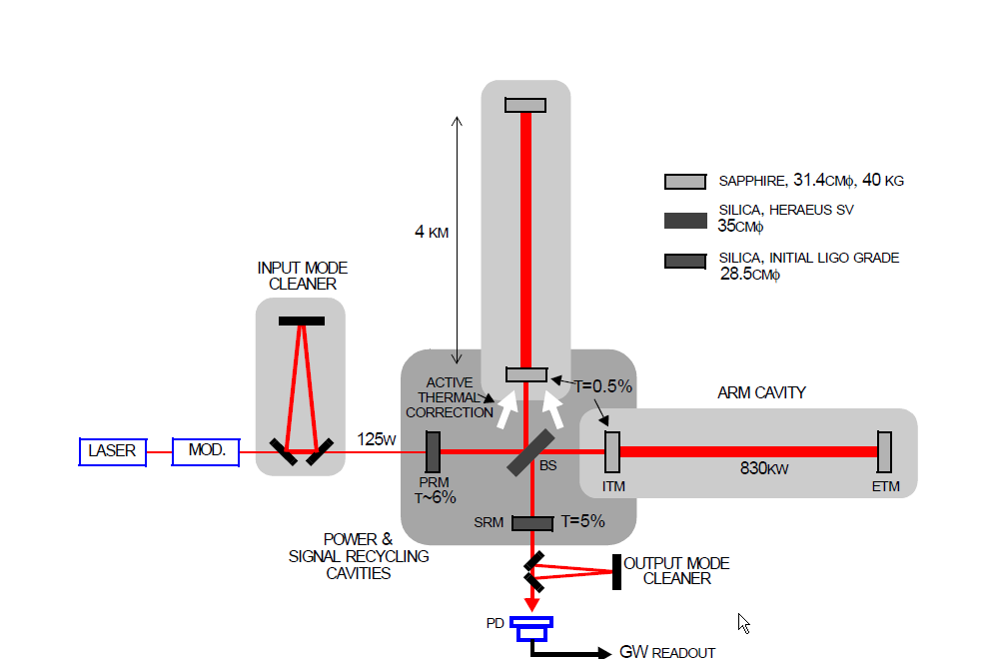 SAPPHIRE, 31.4CMϕ, 40 KG
SILICA, HERAEUS SV
35CMϕ
4 KM
SILICA, INITIAL LIGO GRADE
28.5CMϕ
INPUT MODE
CLEANER
ACTIVE
THERMAL
CORRECTION
T=0.5%
ARM CAVITY
LASER
MOD.
125W
BS
830KW
PRM
T~6%
ITM
ETM
SRM
T=5%
POWER &
SIGNAL RECYCLING
CAVITIES
OUTPUT MODE
CLEANER
PD
GW READOUT